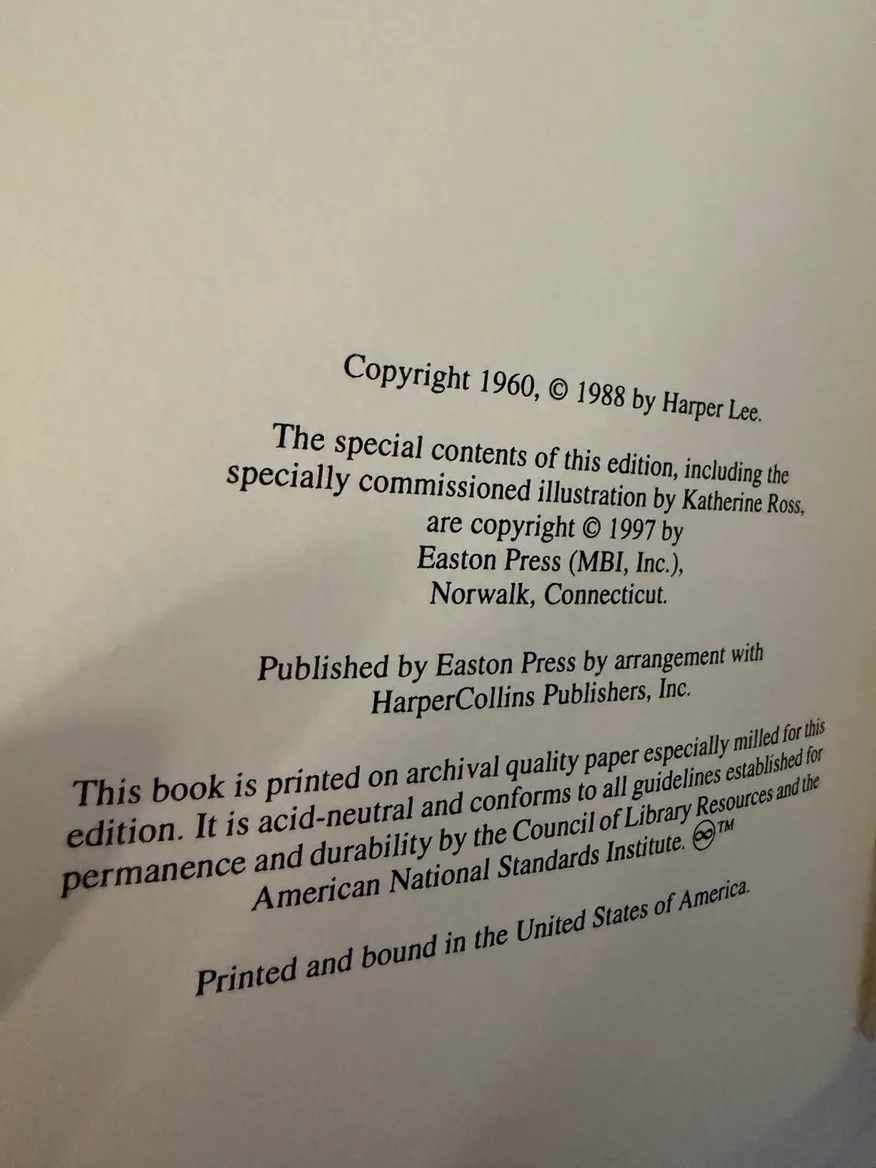 Copyright 1960, © 1988 by Harper Lee.
The special contents of this edition, including the
specially commissioned illustration by Katherine Ross,
are copyright © 1997 by
Easton Press (MBI, Inc.),
Norwalk, Connecticut.
Published by Easton Press by arrangement with
HarperCollins Publishers, Inc.
This book is printed on archival quality paper especially milled for this
edition. It is acid-neutral and conforms to all guidelines established for
permanence and durability by the Council of Library Resources and the
American National Standards Institute. ♾™
Printed and bound in the United States of America.